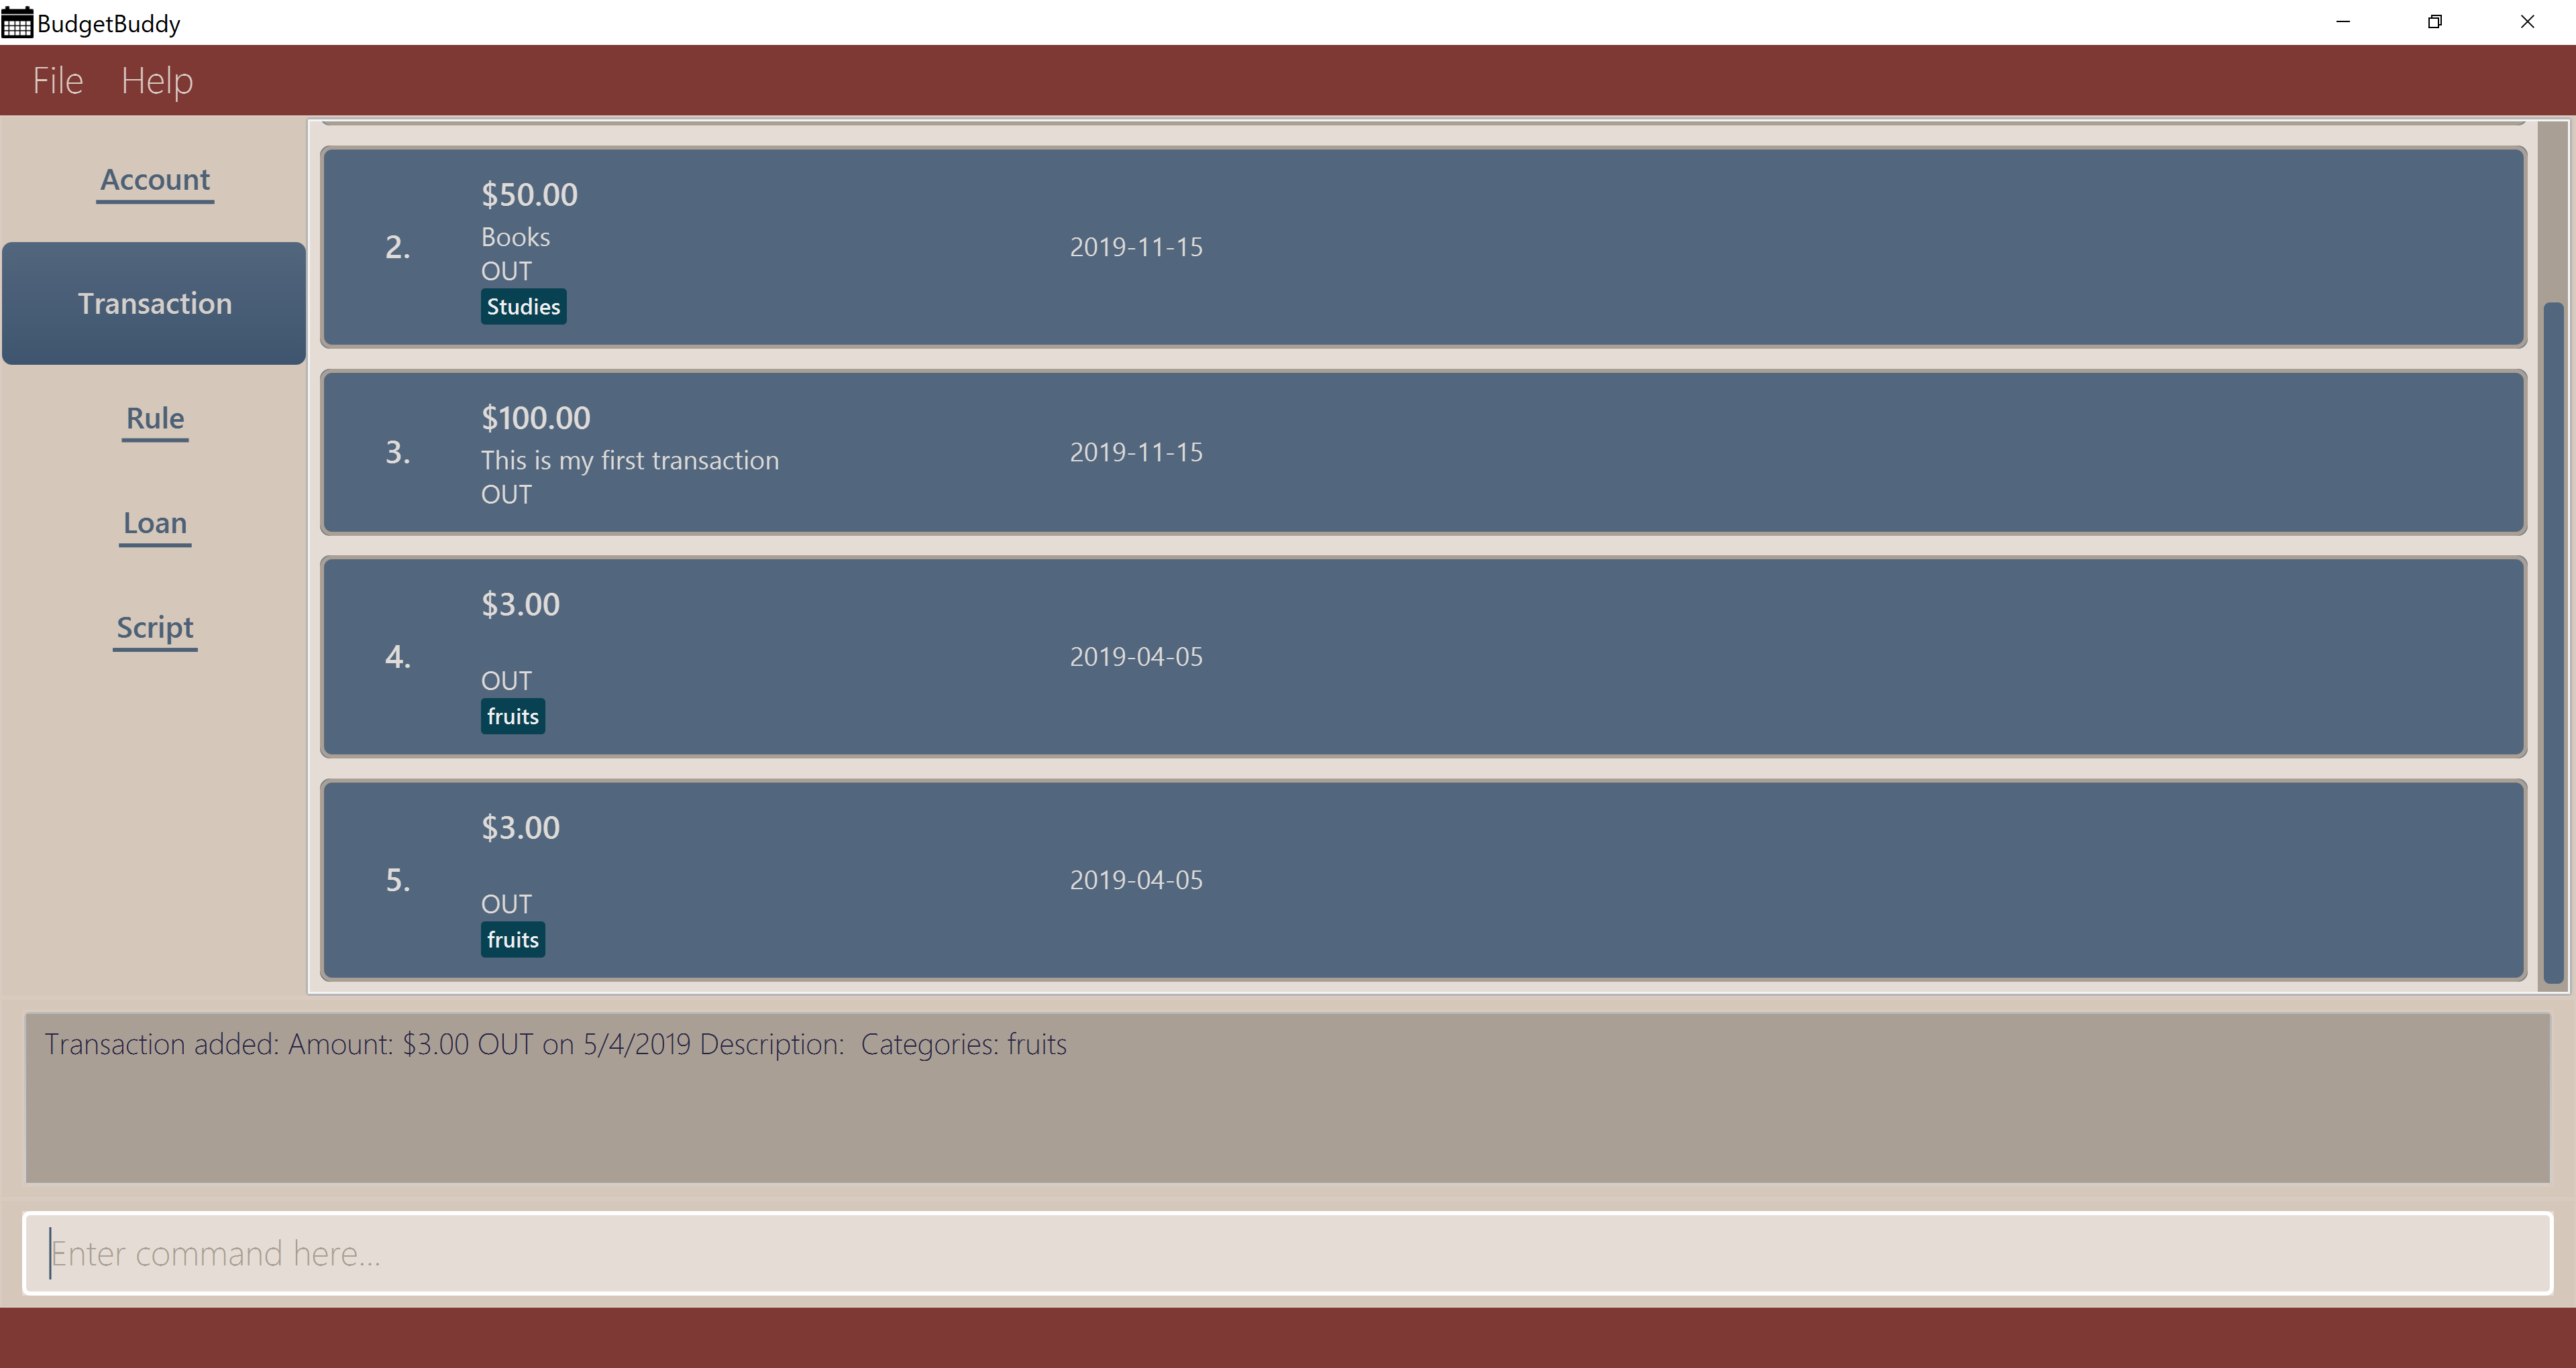 BudgetBuddy
File Help
Account
Transaction
Rule
Loan
Script
2.
$50.00
Books
OUT
Studies
2019-11-15
3.
$100.00
This is my first transaction
OUT
2019-11-15
4.
$3.00
OUT
fruits
2019-04-05
5.
$3.00
OUT
fruits
2019-04-05
Transaction added: Amount: $3.00 OUT on 5/4/2019 Description:  Categories: fruits
Enter command here...